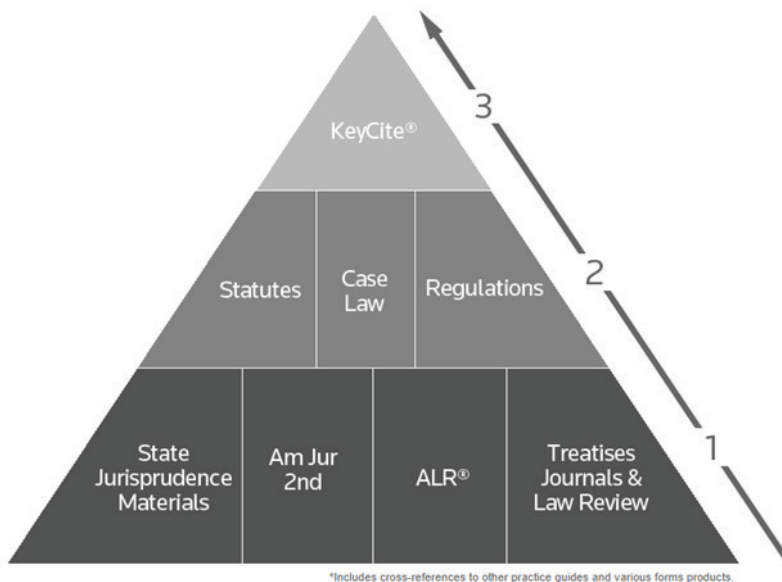 KeyCite®
3
Statutes
Case
Law
Regulations
2
State
Jurisprudence
Materials
Am Jur
2nd
ALR®
Treatises
Journals &
Law Review
1
*Includes cross-references to other practice guides and various forms products.